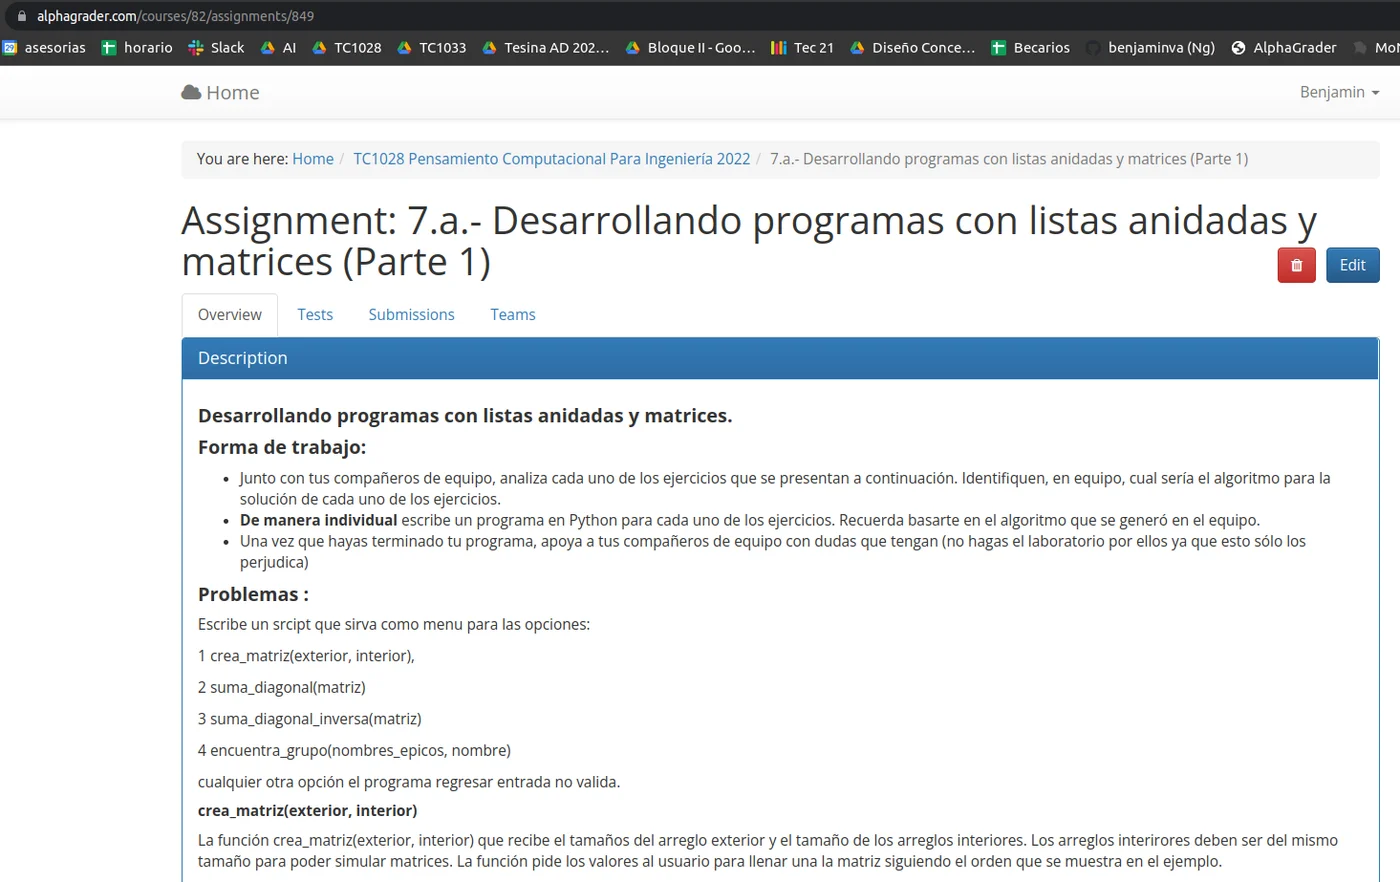 alphagrader.com/courses/82/assignments/849
asesorias horario Slack AI TC1028 TC1033 Tesina AD 202... Bloque II - Goo... Tec 21 Diseño Conce... Becarios benjaminva (Ng) AlphaGrader
Home Benjamin
You are here: Home / TC1028 Pensamiento Computacional Para Ingeniería 2022 / 7.a.- Desarrollando programas con listas anidadas y matrices (Parte 1)
Assignment: 7.a.- Desarrollando programas con listas anidadas y
matrices (Parte 1)
Edit
Overview Tests Submissions Teams
Description
Desarrollando programas con listas anidadas y matrices.
Forma de trabajo:
• Junto con tus compañeros de equipo, analiza cada uno de los ejercicios que se presentan a continuación. Identifiquen, en equipo, cual sería el algoritmo para la
solución de cada uno de los ejercicios.
• De manera individual escribe un programa en Python para cada uno de los ejercicios. Recuerda basarte en el algoritmo que se generó en el equipo.
• Una vez que hayas terminado tu programa, apoya a tus compañeros de equipo con dudas que tengan (no hagas el laboratorio por ellos ya que esto sólo los
perjudica)
Problemas :
Escribe un srcipt que sirva como menu para las opciones:
1 crea_matriz(exterior, interior),
2 suma_diagonal(matriz)
3 suma_diagonal_inversa(matriz)
4 encuentra_grupo(nombres_epicos, nombre)
cualquier otra opción el programa regresar entrada no valida.
crea_matriz(exterior, interior)
La función crea_matriz(exterior, interior) que recibe el tamaños del arreglo exterior y el tamaño de los arreglos interiores. Los arreglos interirores deben ser del mismo
tamaño para poder simular matrices. La función pide los valores al usuario para llenar una la matriz siguiendo el orden que se muestra en el ejemplo.